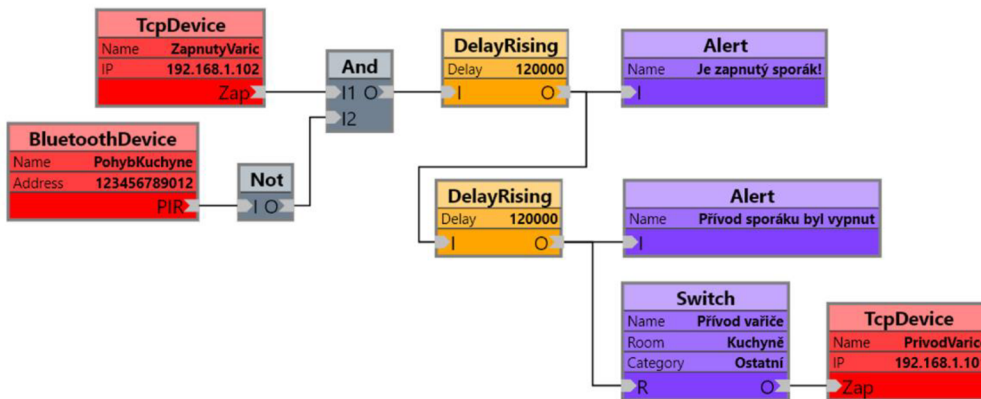 TcpDevice
Name ZapnutyVaric
IP 192.168.1.102
Zap
And
I1 O
I2
DelayRising
Delay 120000
I O
Alert
Name Je zapnutý sporák!
I
BluetoothDevice
Name PohybKuchyne
Address 123456789012
PIR
Not
I O
DelayRising
Delay 120000
I O
Alert
Name Přívod sporáku byl vypnut
I
Switch
Name Přívod vařiče
Room Kuchyně
Category Ostatní
R O
TcpDevice
Name PrivodVarice
IP 192.168.1.10
Zap